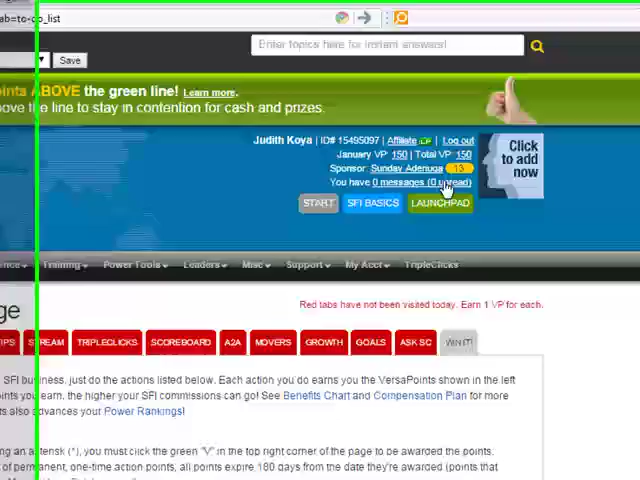 ab=to-do_list
Save
Enter topics here for instant answers!
oints ABOVE the green line! Learn more.
ove the line to stay in contention for cash and prizes.
Judith Koya | ID# 15495097 | Affiliate | Log out
January VP: 150 | Total VP: 150
Sponsor: Sunday Adenuga 13
You have 0 messages (0 unread)
Click to add now
START SFI BASICS LAUNCHPAD
ence Training Power Tools Leaders Misc Support My Acct TripleClicks
ge
Red tabs have not been visited today. Earn 1 VP for each.
IPS STREAM TRIPLECLICKS SCOREBOARD A2A MOVERS GROWTH GOALS ASK SC WIN IT!
SFI business, just do the actions listed below. Each action you do earns you the VersaPoints shown in the left
oints you earn, the higher your SFI commissions can go! See Benefits Chart and Compensation Plan for more
ts also advances your Power Rankings!
ng an asterisk (*), you must click the green "V" in the top right corner of the page to be awarded the points.
of permanent, one-time action points, all points expire 180 days from the date they're awarded (points that